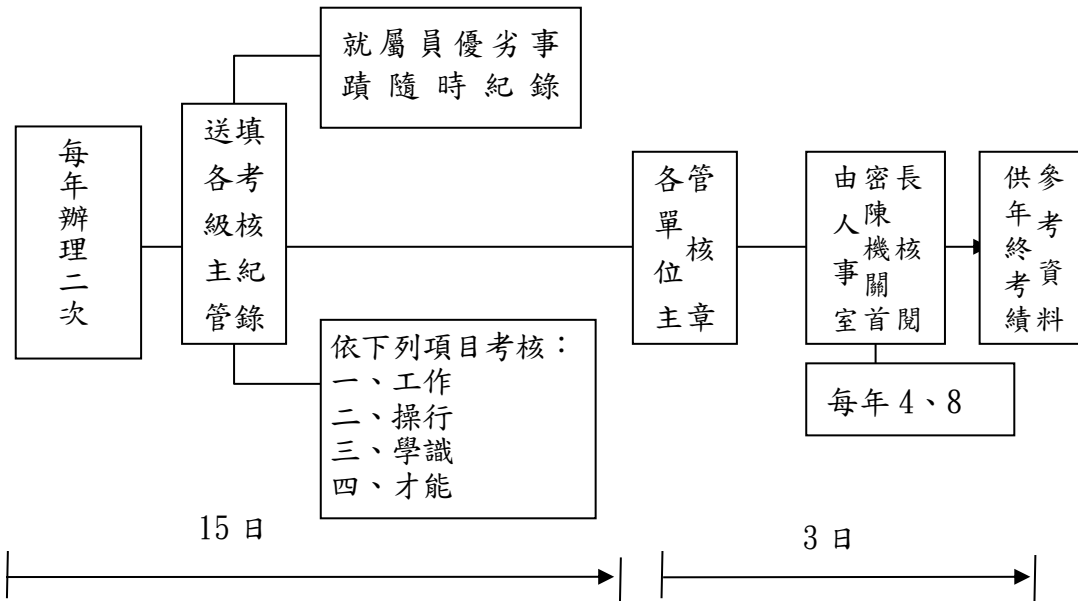 就屬員優劣事
蹟隨時紀錄
每年辦理二次
送各級主管
填考核紀錄
依下列項目考核：
一、工作
二、操行
三、學識
四、才能
各單位主
管核章
由人事室
密陳機關首
長核閱
每年 4、8
供年終考績
參考資料
15 日
3 日